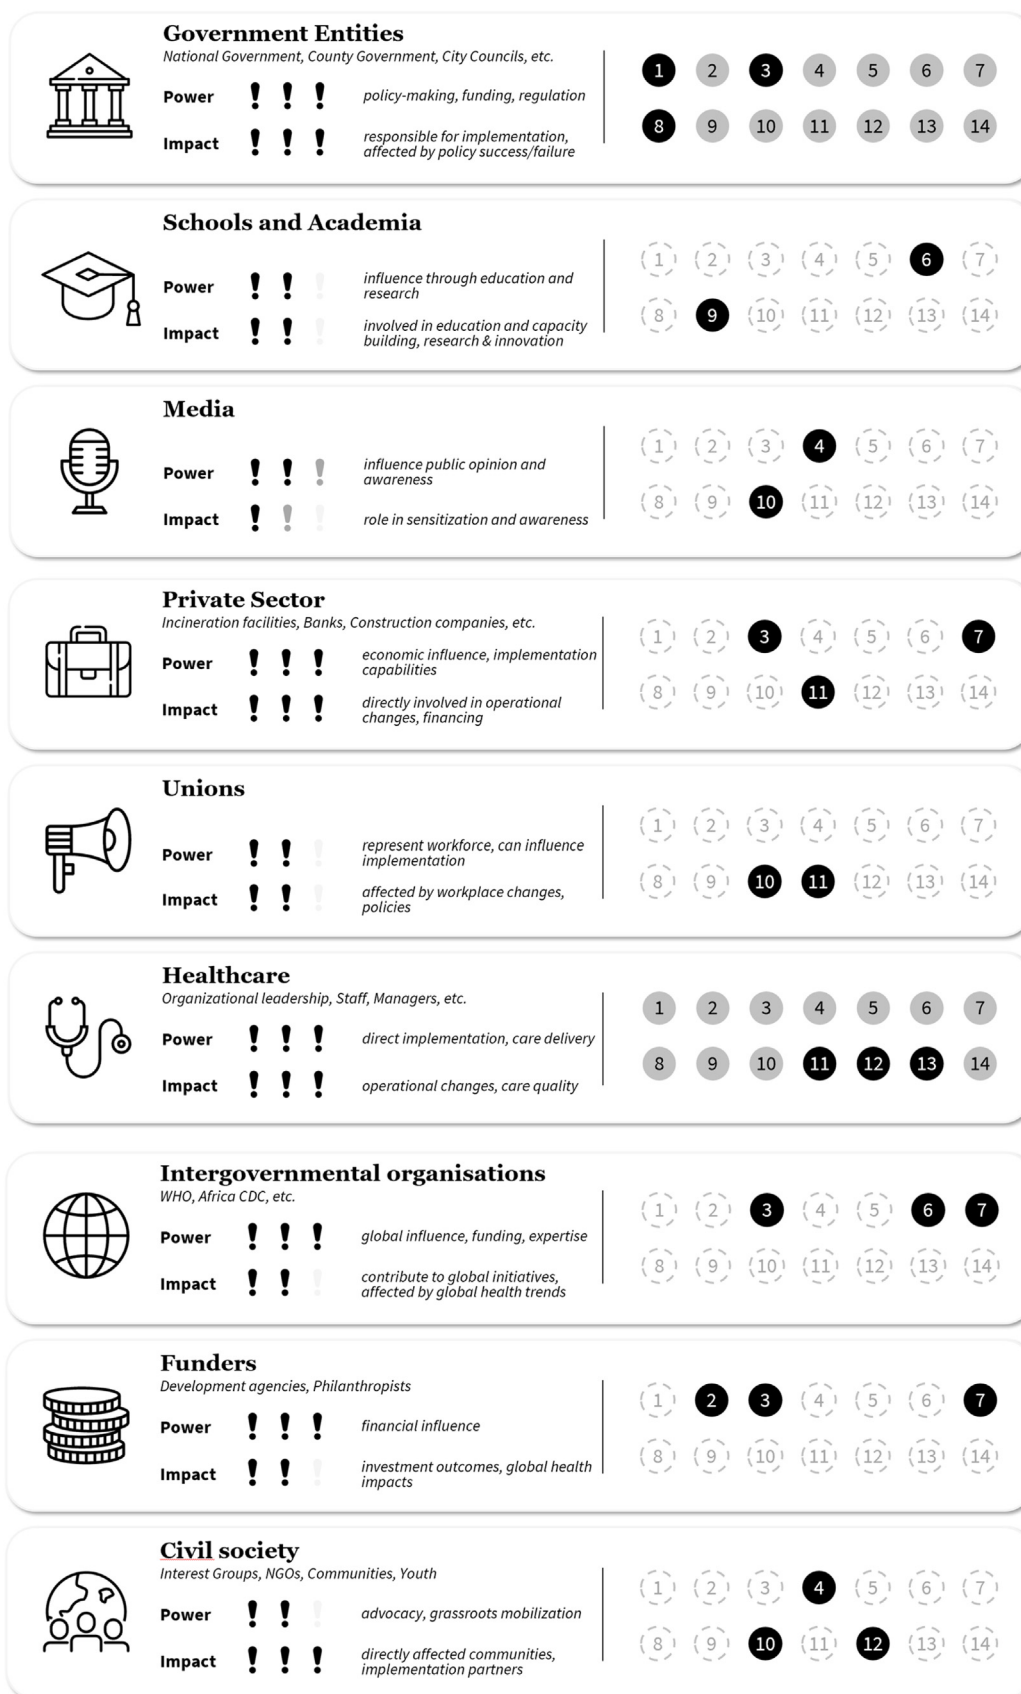 Government Entities
National Government, County Government, City Councils, etc.
Power ! ! ! policy-making, funding, regulation
Impact ! ! ! responsible for implementation,
affected by policy success/failure
1 2 3 4 5 6 7
8 9 10 11 12 13 14
Schools and Academia
Power ! ! ! influence through education and
research
Impact ! ! ! involved in education and capacity
building, research & innovation
1 2 3 4 5 6 7
8 9 10 11 12 13 14
Media
Power ! ! ! influence public opinion and
awareness
Impact ! ! ! role in sensitization and awareness
1 2 3 4 5 6 7
8 9 10 11 12 13 14
Private Sector
Incineration facilities, Banks, Construction companies, etc.
Power ! ! ! economic influence, implementation
capabilities
Impact ! ! ! directly involved in operational
changes, financing
1 2 3 4 5 6 7
8 9 10 11 12 13 14
Unions
Power ! ! ! represent workforce, can influence
implementation
Impact ! ! ! affected by workplace changes,
policies
1 2 3 4 5 6 7
8 9 10 11 12 13 14
Healthcare
Organizational leadership, Staff, Managers, etc.
Power ! ! ! direct implementation, care delivery
Impact ! ! ! operational changes, care quality
1 2 3 4 5 6 7
8 9 10 11 12 13 14
Intergovernmental organisations
WHO, Africa CDC, etc.
Power ! ! ! global influence, funding, expertise
Impact ! ! ! contribute to global initiatives,
affected by global health trends
1 2 3 4 5 6 7
8 9 10 11 12 13 14
Funders
Development agencies, Philanthropists
Power ! ! ! financial influence
Impact ! ! ! investment outcomes, global health
impacts
1 2 3 4 5 6 7
8 9 10 11 12 13 14
Civil society
Interest Groups, NGOs, Communities, Youth
Power ! ! ! advocacy, grassroots mobilization
Impact ! ! ! directly affected communities,
implementation partners
1 2 3 4 5 6 7
8 9 10 11 12 13 14